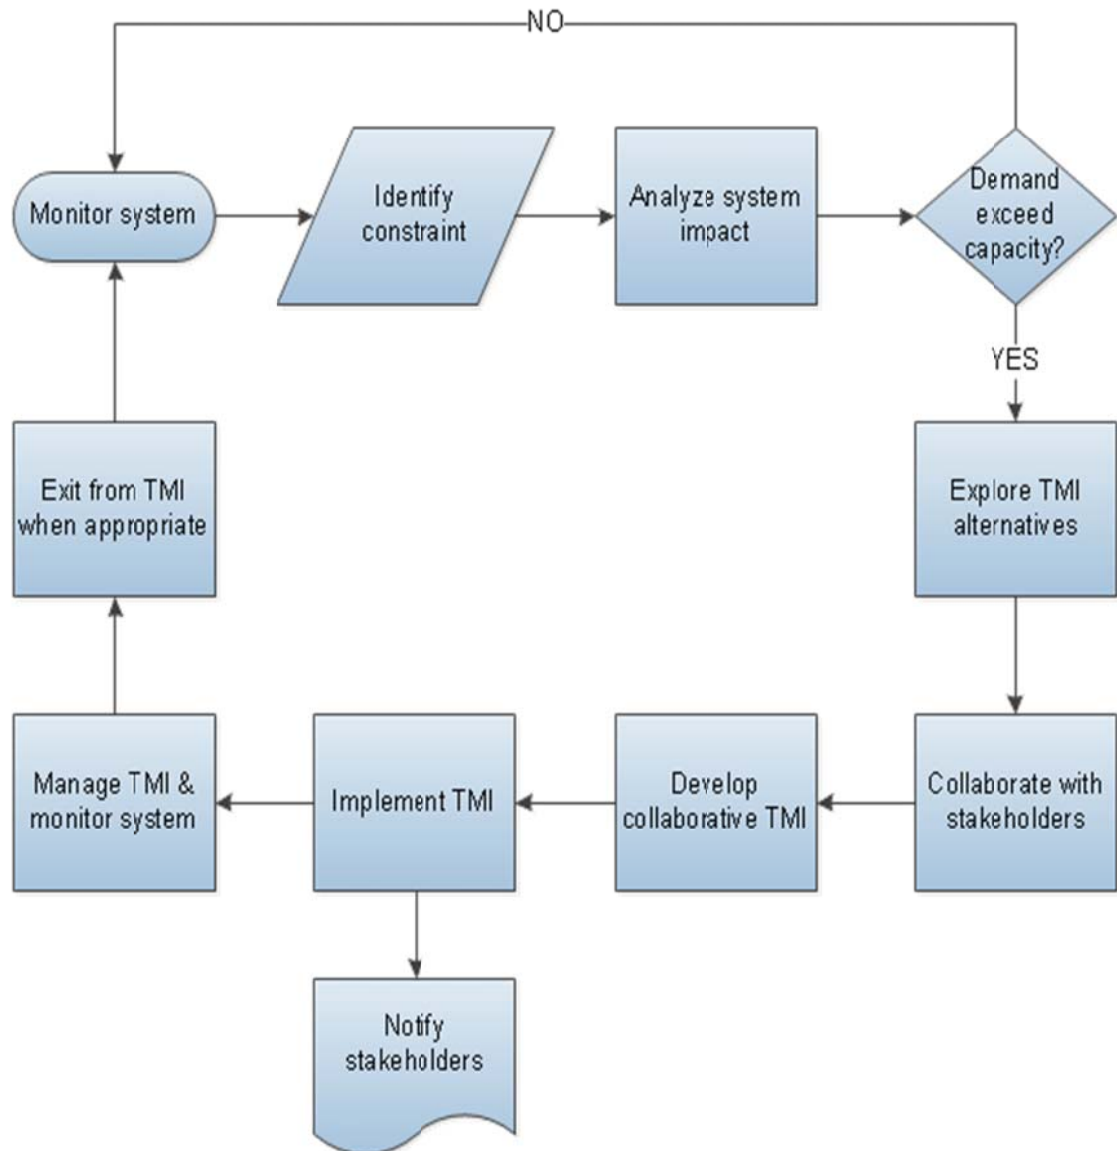 NO
Monitor system
Identify
constraint
Analyze system
impact
Demand
exceed
capacity?
YES
Exit from TMI
when appropriate
Explore TMI
alternatives
Manage TMI &
monitor system
Implement TMI
Develop
collaborative TMI
Collaborate with
stakeholders
Notify
stakeholders